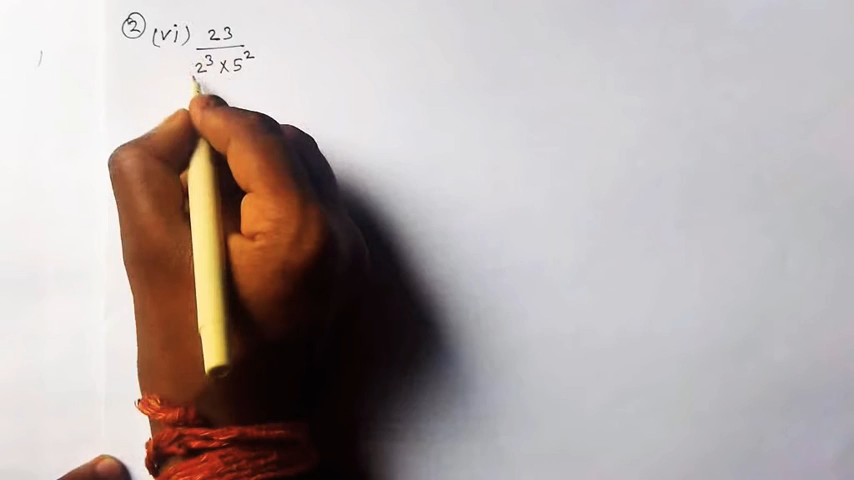 ② (vi) 23
2³ × 5²